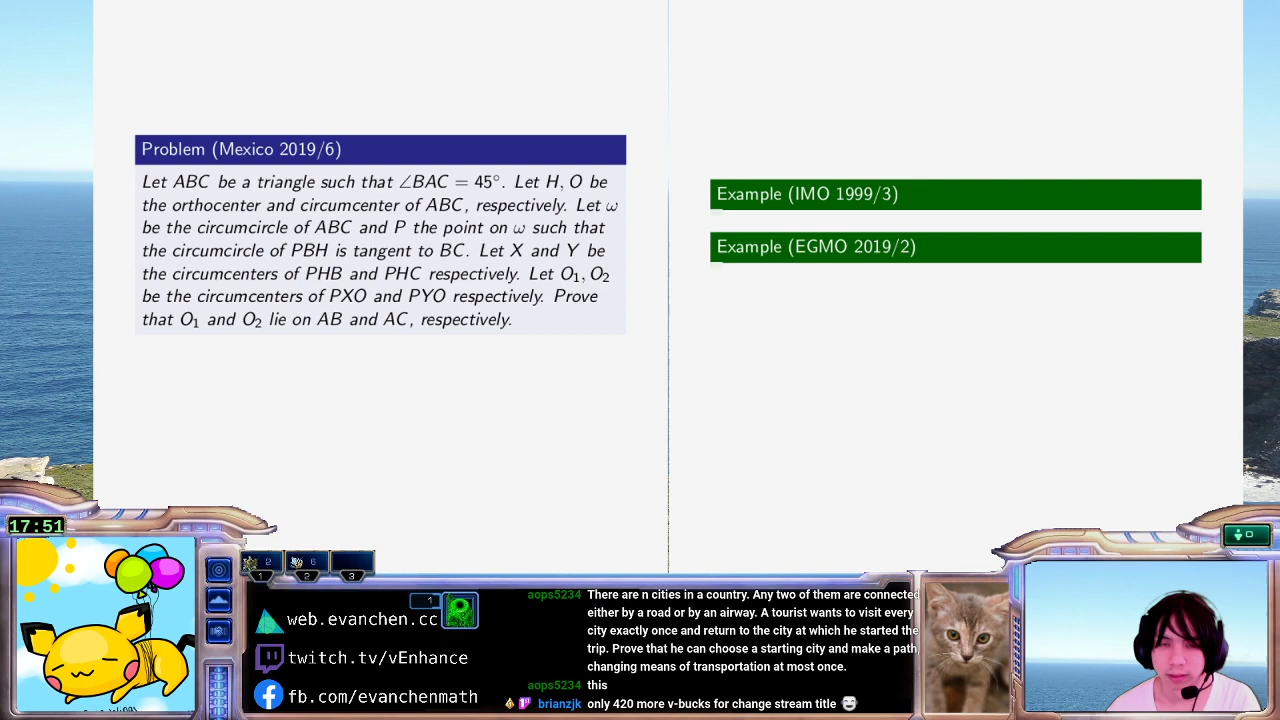 Problem (Mexico 2019/6)
Let ABC be a triangle such that ∠BAC = 45°. Let H, O be
the orthocenter and circumcenter of ABC, respectively. Let ω
be the circumcircle of ABC and P the point on ω such that
the circumcircle of PBH is tangent to BC. Let X and Y be
the circumcenters of PHB and PHC respectively. Let O₁, O₂
be the circumcenters of PXO and PYO respectively. Prove
that O₁ and O₂ lie on AB and AC, respectively.
Example (IMO 1999/3)
Example (EGMO 2019/2)
17:51
2
6
1
2
3
1
web.evanchen.cc
twitch.tv/vEnhance
fb.com/evanchenmath
aops5234 There are n cities in a country. Any two of them are connected
either by a road or by an airway. A tourist wants to visit every
city exactly once and return to the city at which he started the
trip. Prove that he can choose a starting city and make a path,
changing means of transportation at most once.
aops5234 this
brianzjk only 420 more v-bucks for change stream title
0